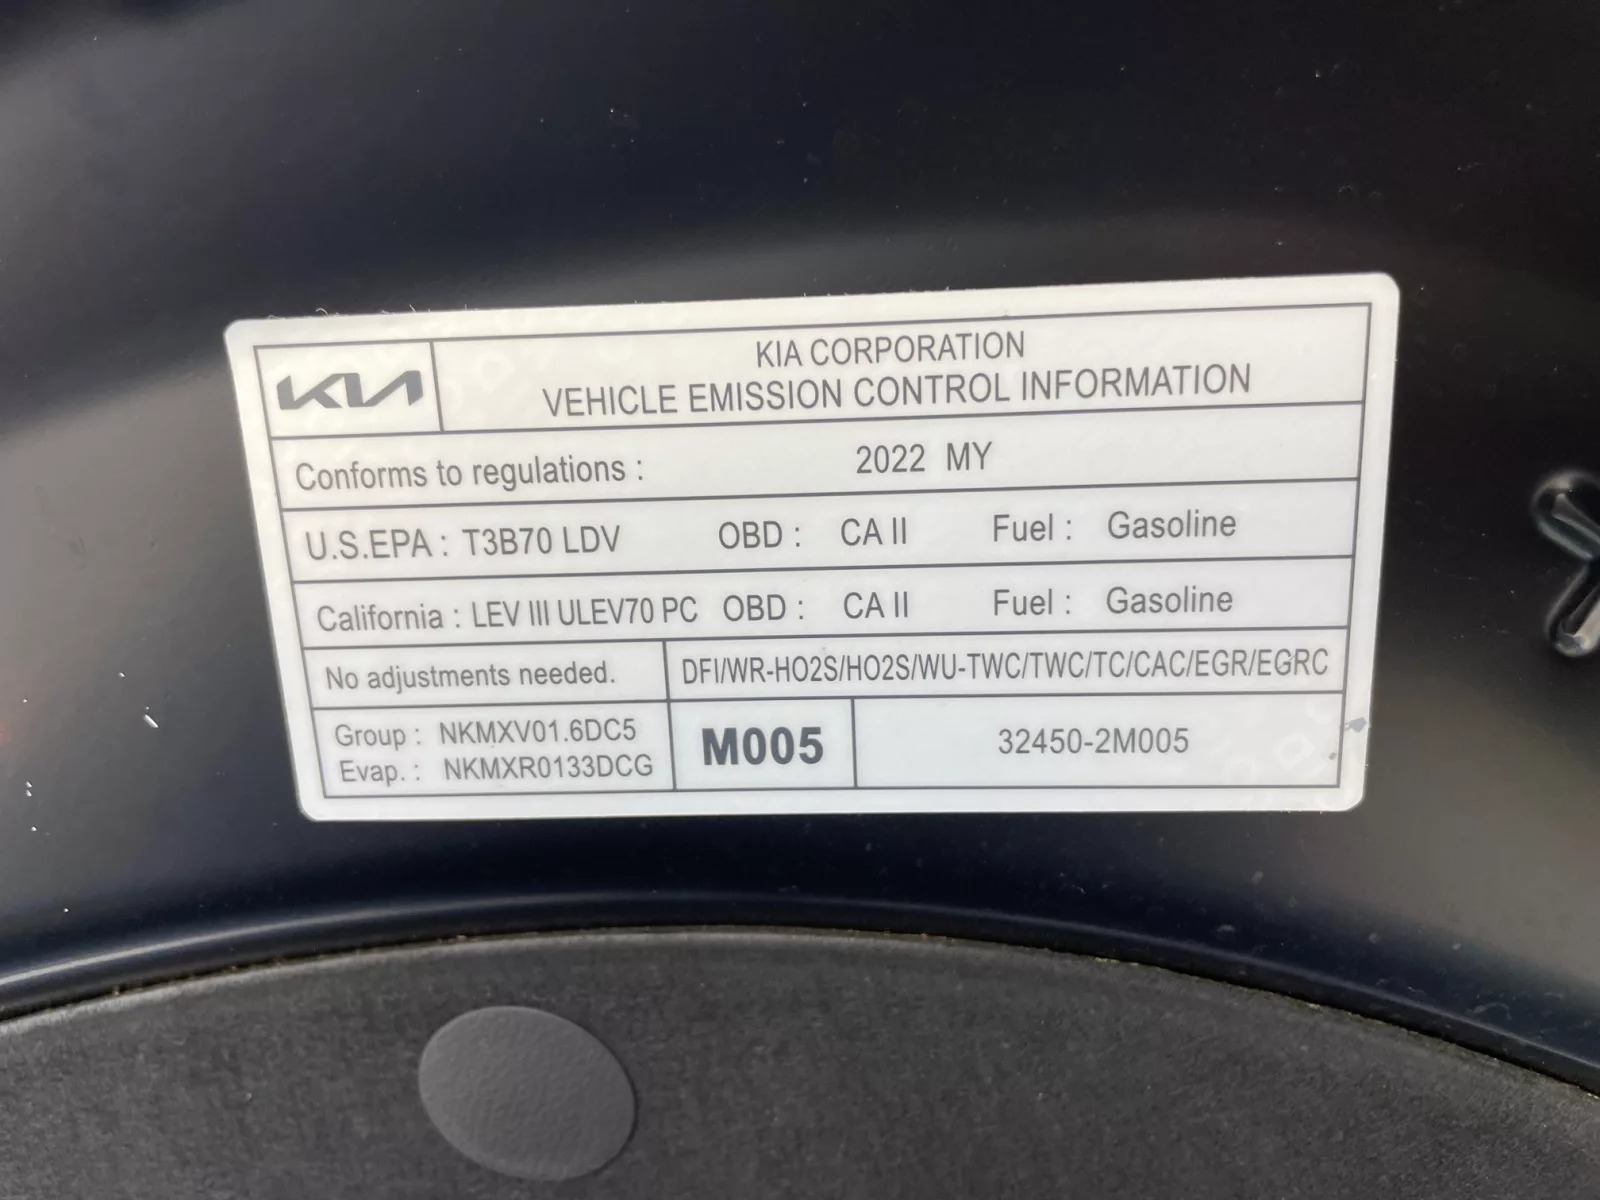 KIA
KIA CORPORATION
VEHICLE EMISSION CONTROL INFORMATION
Conforms to regulations : 2022 MY
U.S.EPA : T3B70 LDV OBD : CA II Fuel : Gasoline
California : LEV III ULEV70 PC OBD : CA II Fuel : Gasoline
No adjustments needed. DFI/WR-HO2S/HO2S/WU-TWC/TWC/TC/CAC/EGR/EGRC
Group : NKMXV01.6DC5
Evap. : NKMXR0133DCG
M005
32450-2M005